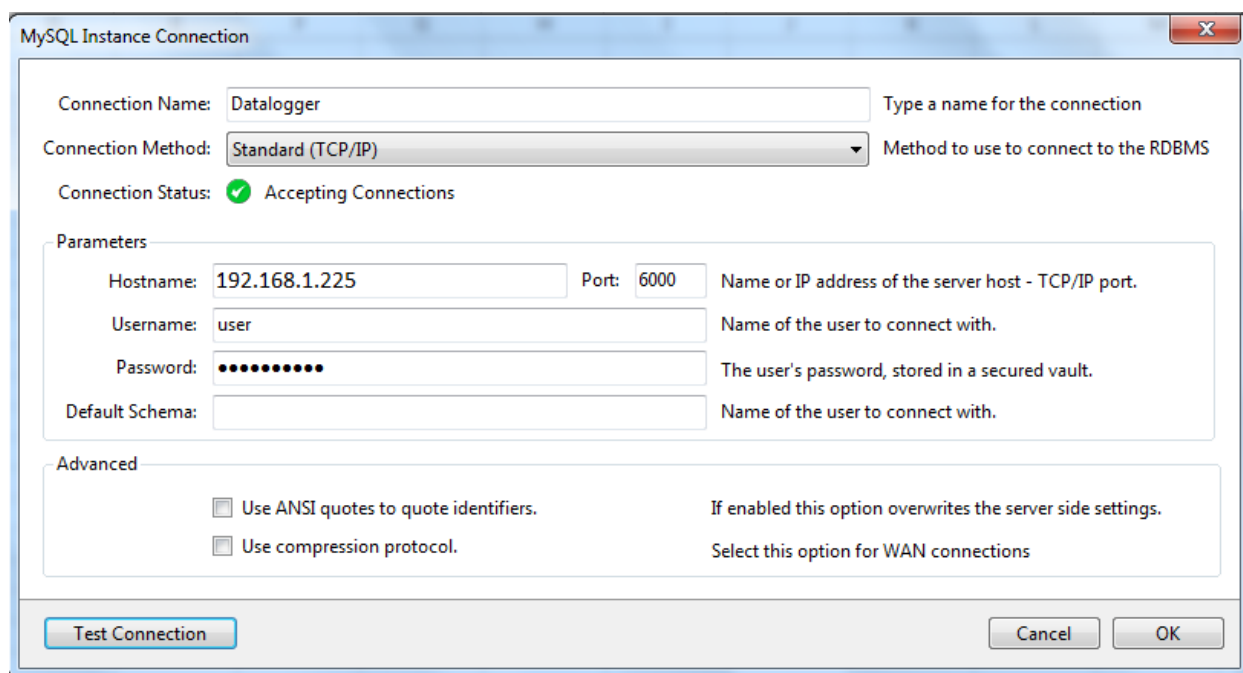 MySQL Instance Connection
Connection Name: Datalogger Type a name for the connection
Connection Method: Standard (TCP/IP) Method to use to connect to the RDBMS
Connection Status: Accepting Connections
Parameters
Hostname: 192.168.1.225 Port: 6000 Name or IP address of the server host - TCP/IP port.
Username: user Name of the user to connect with.
Password: •••••••••• The user's password, stored in a secured vault.
Default Schema: Name of the user to connect with.
Advanced
Use ANSI quotes to quote identifiers. If enabled this option overwrites the server side settings.
Use compression protocol. Select this option for WAN connections
Test Connection Cancel OK